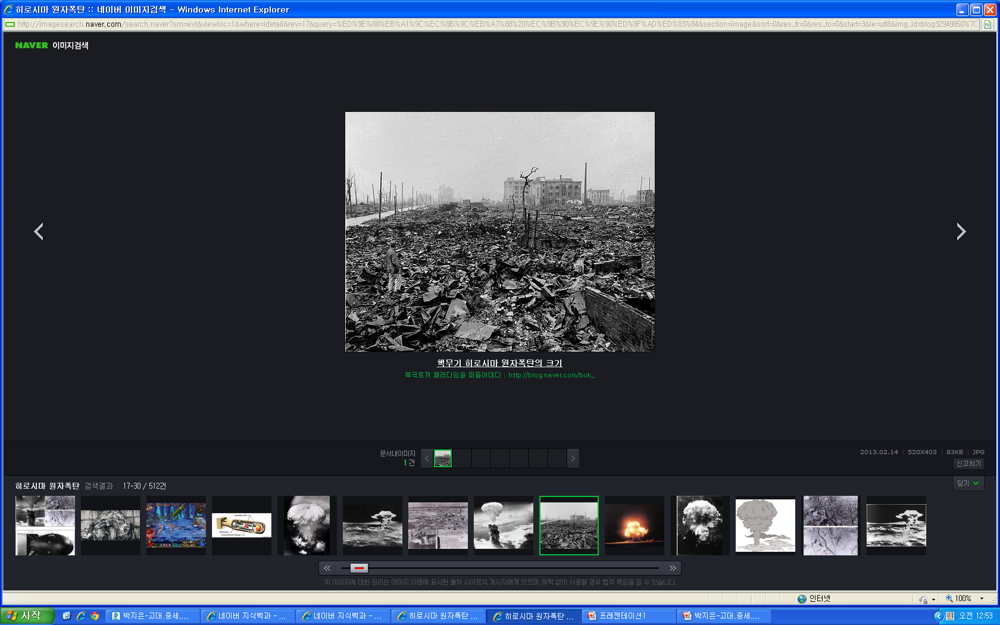 히로시마 원자폭탄 :: 네이버 이미지검색 - Windows Internet Explorer
http://imagesearch.naver.com/search.naver?sm=ext&viewloc=1&where=idetail&rev=17&query=%ED%9E%88%EB%A1%9C%EC%8B%9C%EB%A7%88%20%EC%9B%90%EC%9E%90%ED%8F%AD%ED%83%84&section=image&sort=0&res_fr=0&res_to=0&start=3&ie=utf8&img_id=blog32949850%7C
NAVER 이미지검색
핵무기 히로시마 원자폭탄의 크기
북극토끼 패러다임을 떠들어대다 | http://blog.naver.com/buk...
문서내이미지
1건
2013.02.14 | 520X403 | 83KB | JPG
신고하기
히로시마 원자폭탄 검색결과 | 17-30 / 512건
닫기
위 이미지에 대한 권리는 이미지 아래에 표시된 출처 사이트의 게시자에게 있으며, 허락 없이 사용할 경우 법적 책임을 질 수 있습니다.
인터넷
100%
시작
박지은-고대,중세,...
네이버 지식백과 - ...
네이버 지식백과 - ...
히로시마 원자폭탄 ...
히로시마 원자폭탄 ...
프레젠테이션1
박지은-고대,중세,...
한
오전 12:53